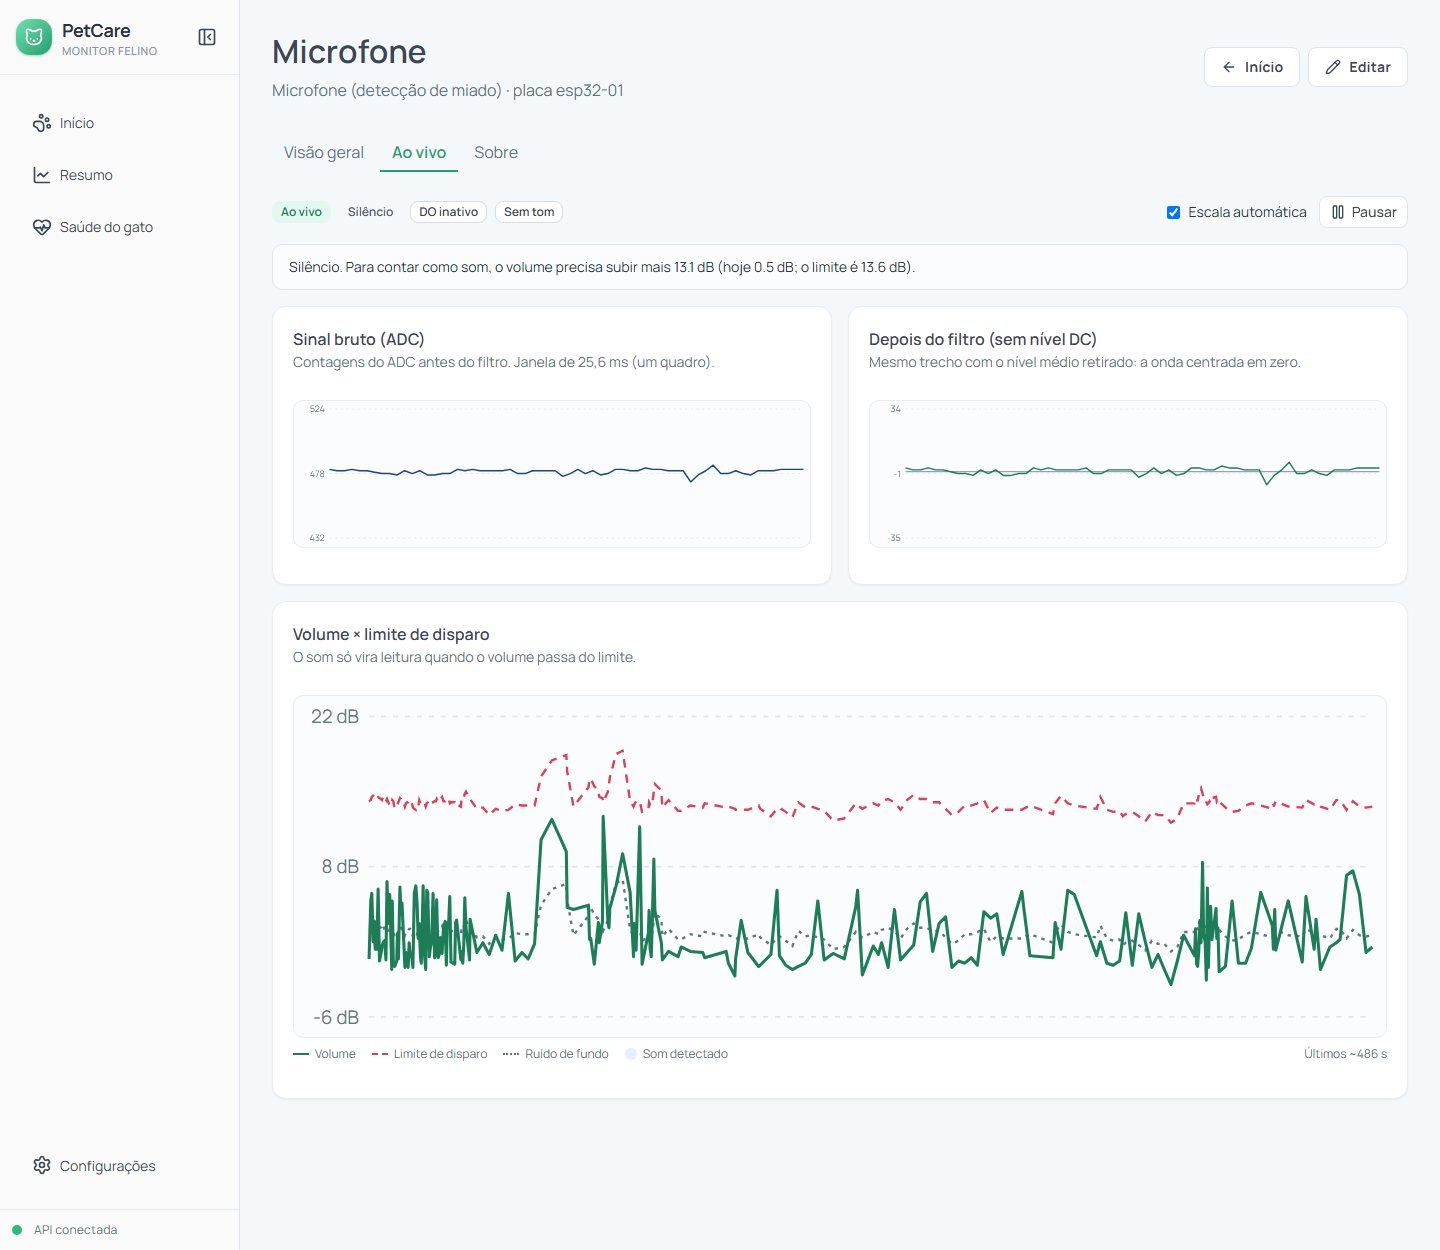 PetCare
MONITOR FELINO
Início
Resumo
Saúde do gato
Configurações
API conectada
Microfone
Microfone (detecção de miado) · placa esp32-01
Início
Editar
Visão geral
Ao vivo
Sobre
Ao vivo
Silêncio
DO inativo
Sem tom
Escala automática
Pausar
Silêncio. Para contar como som, o volume precisa subir mais 13.1 dB (hoje 0.5 dB; o limite é 13.6 dB).
Sinal bruto (ADC)
Contagens do ADC antes do filtro. Janela de 25,6 ms (um quadro).
524
478
432
Depois do filtro (sem nível DC)
Mesmo trecho com o nível médio retirado: a onda centrada em zero.
34
-1
-35
Volume × limite de disparo
O som só vira leitura quando o volume passa do limite.
22 dB
8 dB
-6 dB
Volume
Limite de disparo
Ruído de fundo
Som detectado
Últimos ~486 s